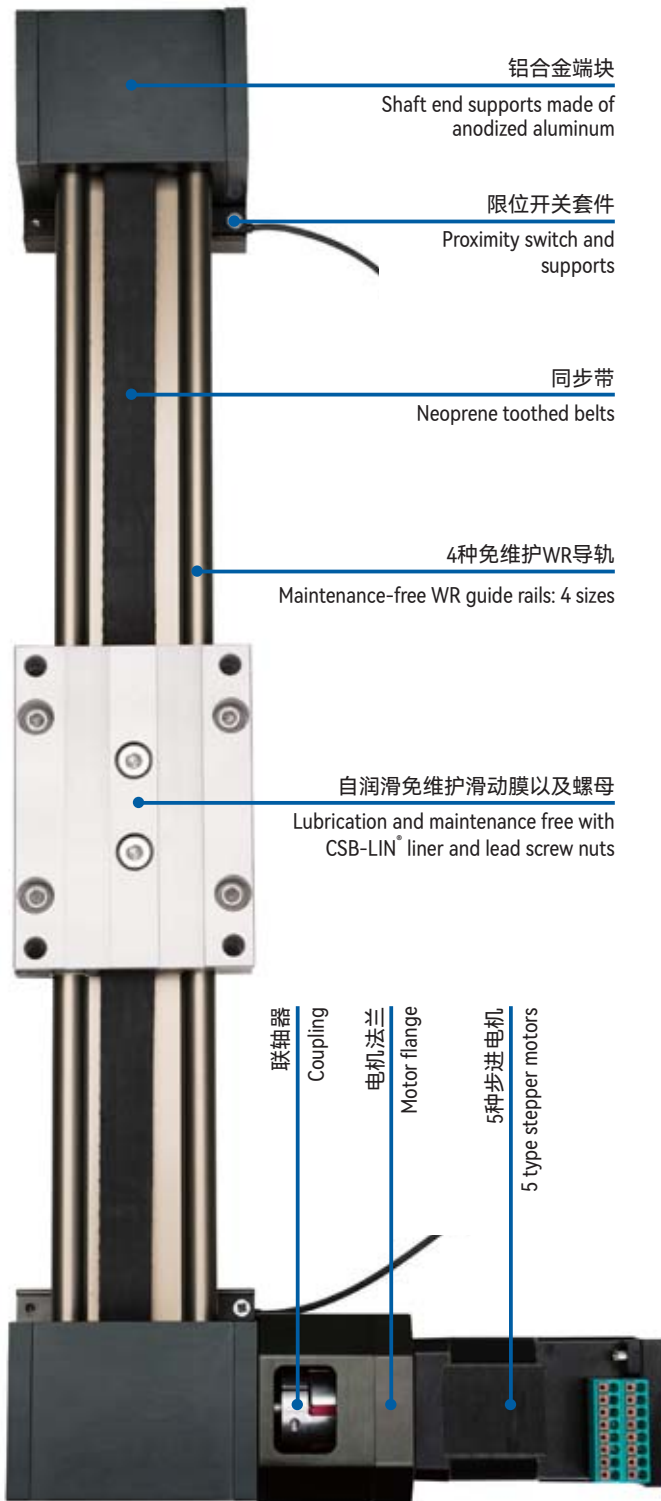 铝合金端块
Shaft end supports made of
anodized aluminum
限位开关套件
Proximity switch and
supports
同步带
Neoprene toothed belts
4种免维护WR导轨
Maintenance-free WR guide rails: 4 sizes
自润滑免维护滑动膜以及螺母
Lubrication and maintenance free with
CSB-LIN® liner and lead screw nuts
联轴器
Coupling
电机法兰
Motor flange
5种步进电机
5 type stepper motors